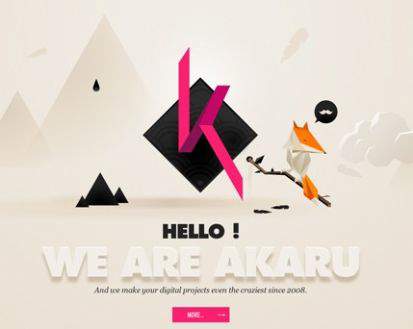 k
HELLO !
WE ARE AKARU
And we make your digital projects even the craziest since 2008.
MORE...